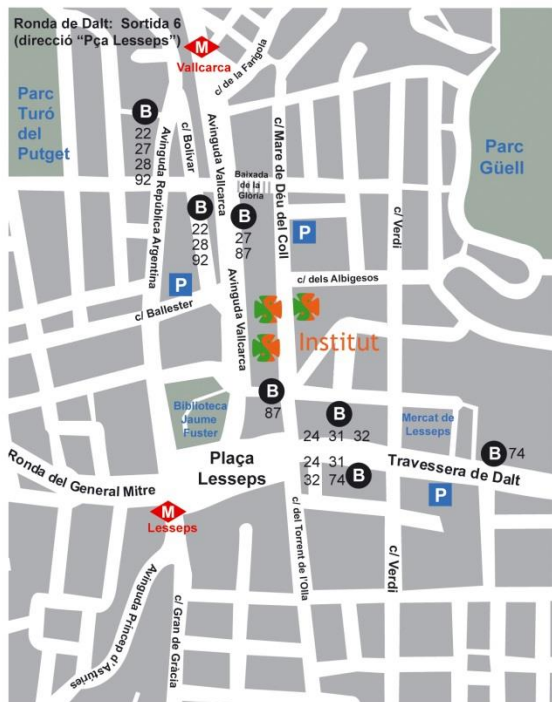 Ronda de Dalt: Sortida 6
(direcció "Pça Lesseps")
M
Vallcarca
c/ de la Farigola
Parc
Turó
del
Putget
B
22
27
28
92
Avinguda República Argentina
c/ Bolivar
Avinguda Vallcarca
c/ Mare de Déu del Coll
Parc
Güell
Baixada
de la
Glòria
B
22
28
92
B
27
87
P
c/ Verdi
P
c/ dels Albigesos
c/ Ballester
Avinguda Vallcarca
Institut
Biblioteca
Jaume
Fuster
B
87
B
24 31 32
Mercat de
Lesseps
B 74
Plaça
Lesseps
24 31
32 74 B
Travessera de Dalt
P
Ronda del General Mitre
M
Lesseps
c/ del Torrent de l'Olla
c/ Verdi
Avinguda Príncep d'Astúries
c/ Gran de Gràcia